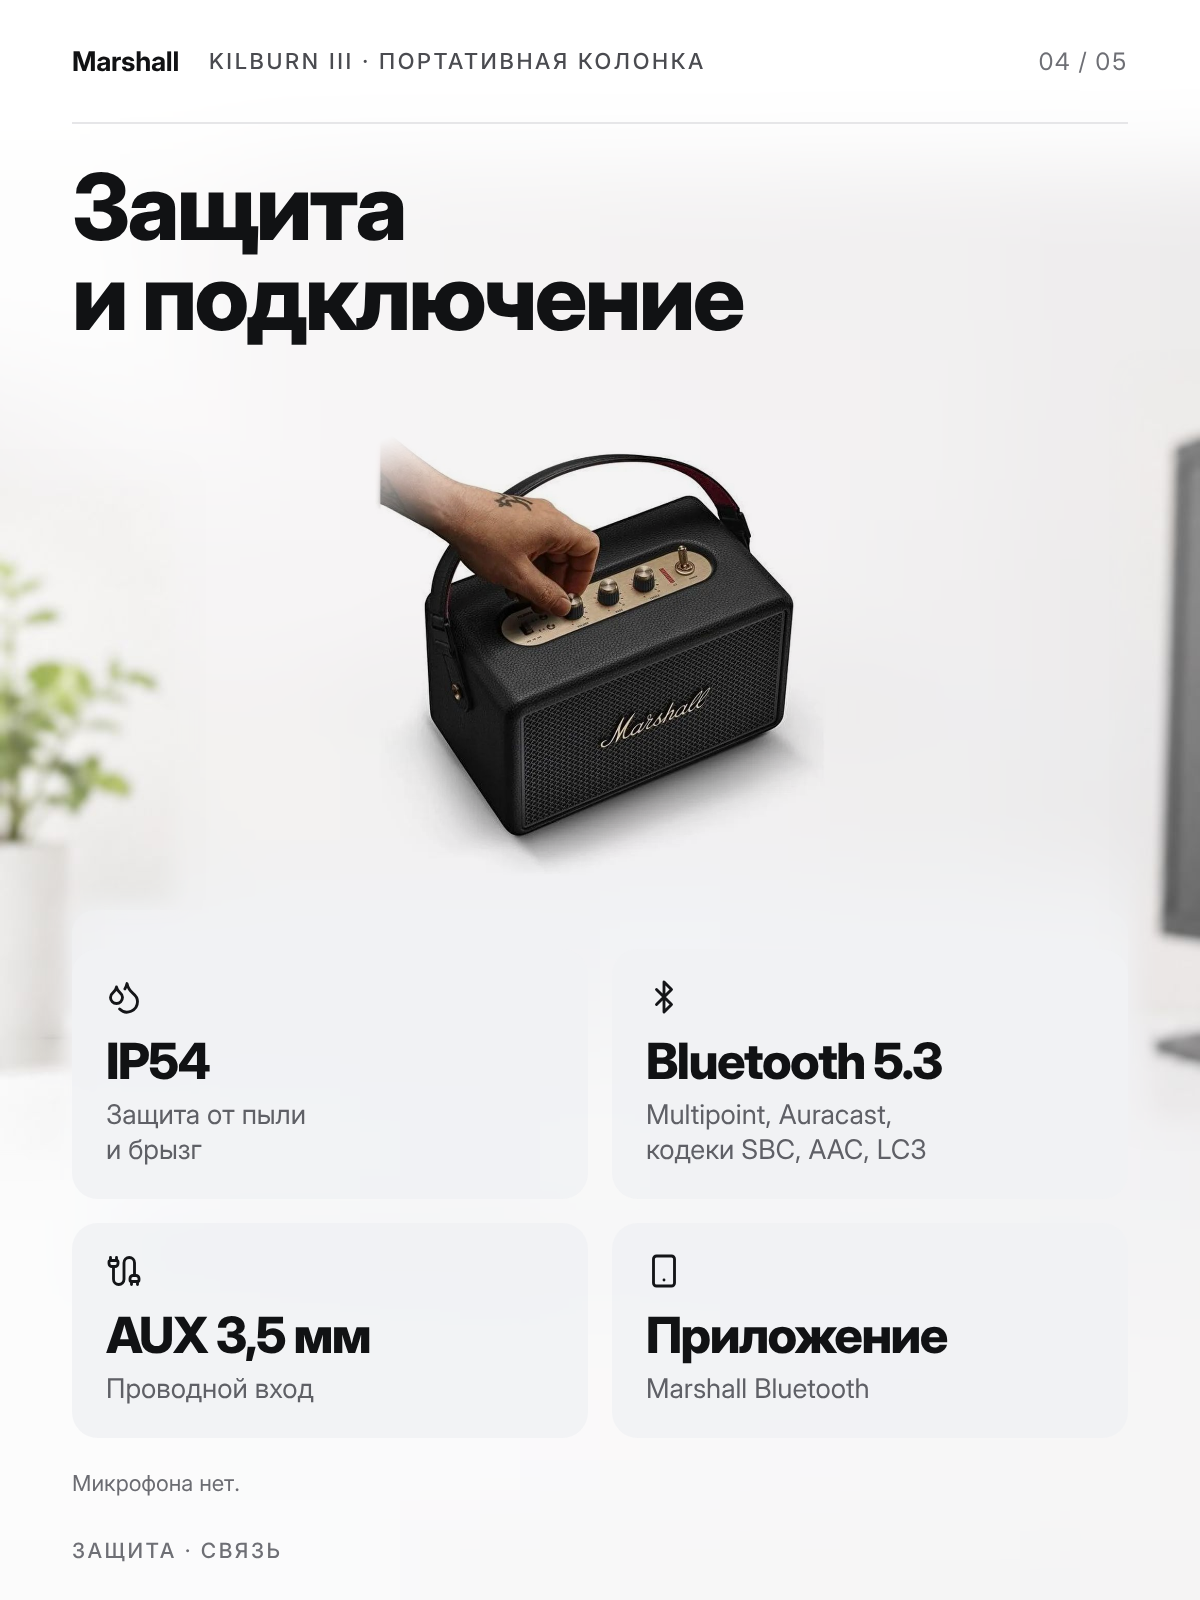 Marshall KILBURN III · ПОРТАТИВНАЯ КОЛОНКА 04 / 05
Защита
и подключение
Marshall
IP54
Защита от пыли
и брызг
Bluetooth 5.3
Multipoint, Auracast,
кодеки SBC, AAC, LC3
AUX 3,5 мм
Проводной вход
Приложение
Marshall Bluetooth
Микрофона нет.
ЗАЩИТА · СВЯЗЬ